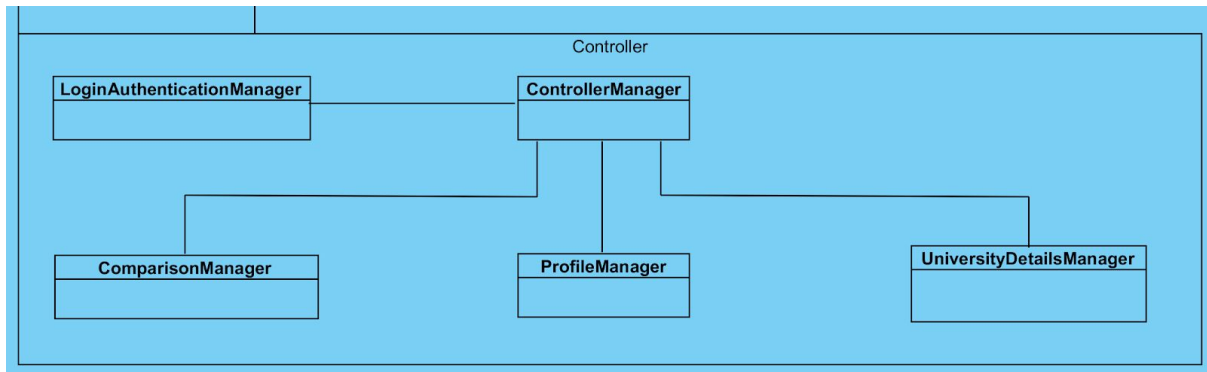 Controller
LoginAuthenticationManager
ControllerManager
ComparisonManager
ProfileManager
UniversityDetailsManager